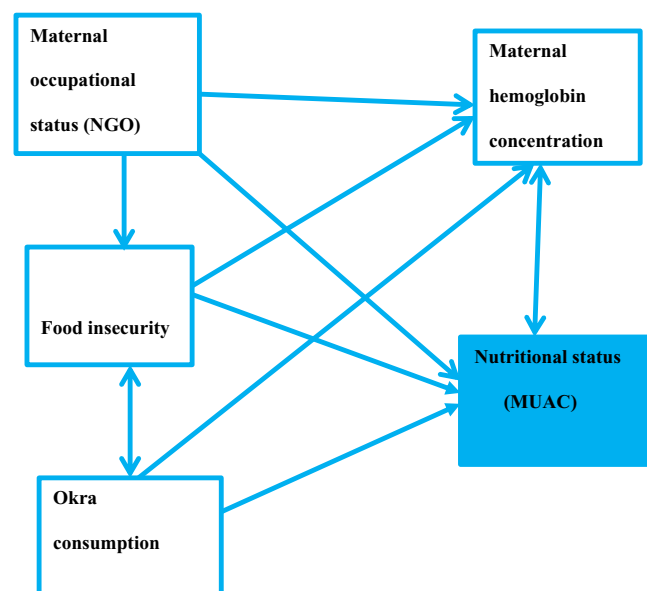 Maternal
occupational
status (NGO)
Maternal
hemoglobin
concentration
Food insecurity
Nutritional status
(MUAC)
Okra
consumption